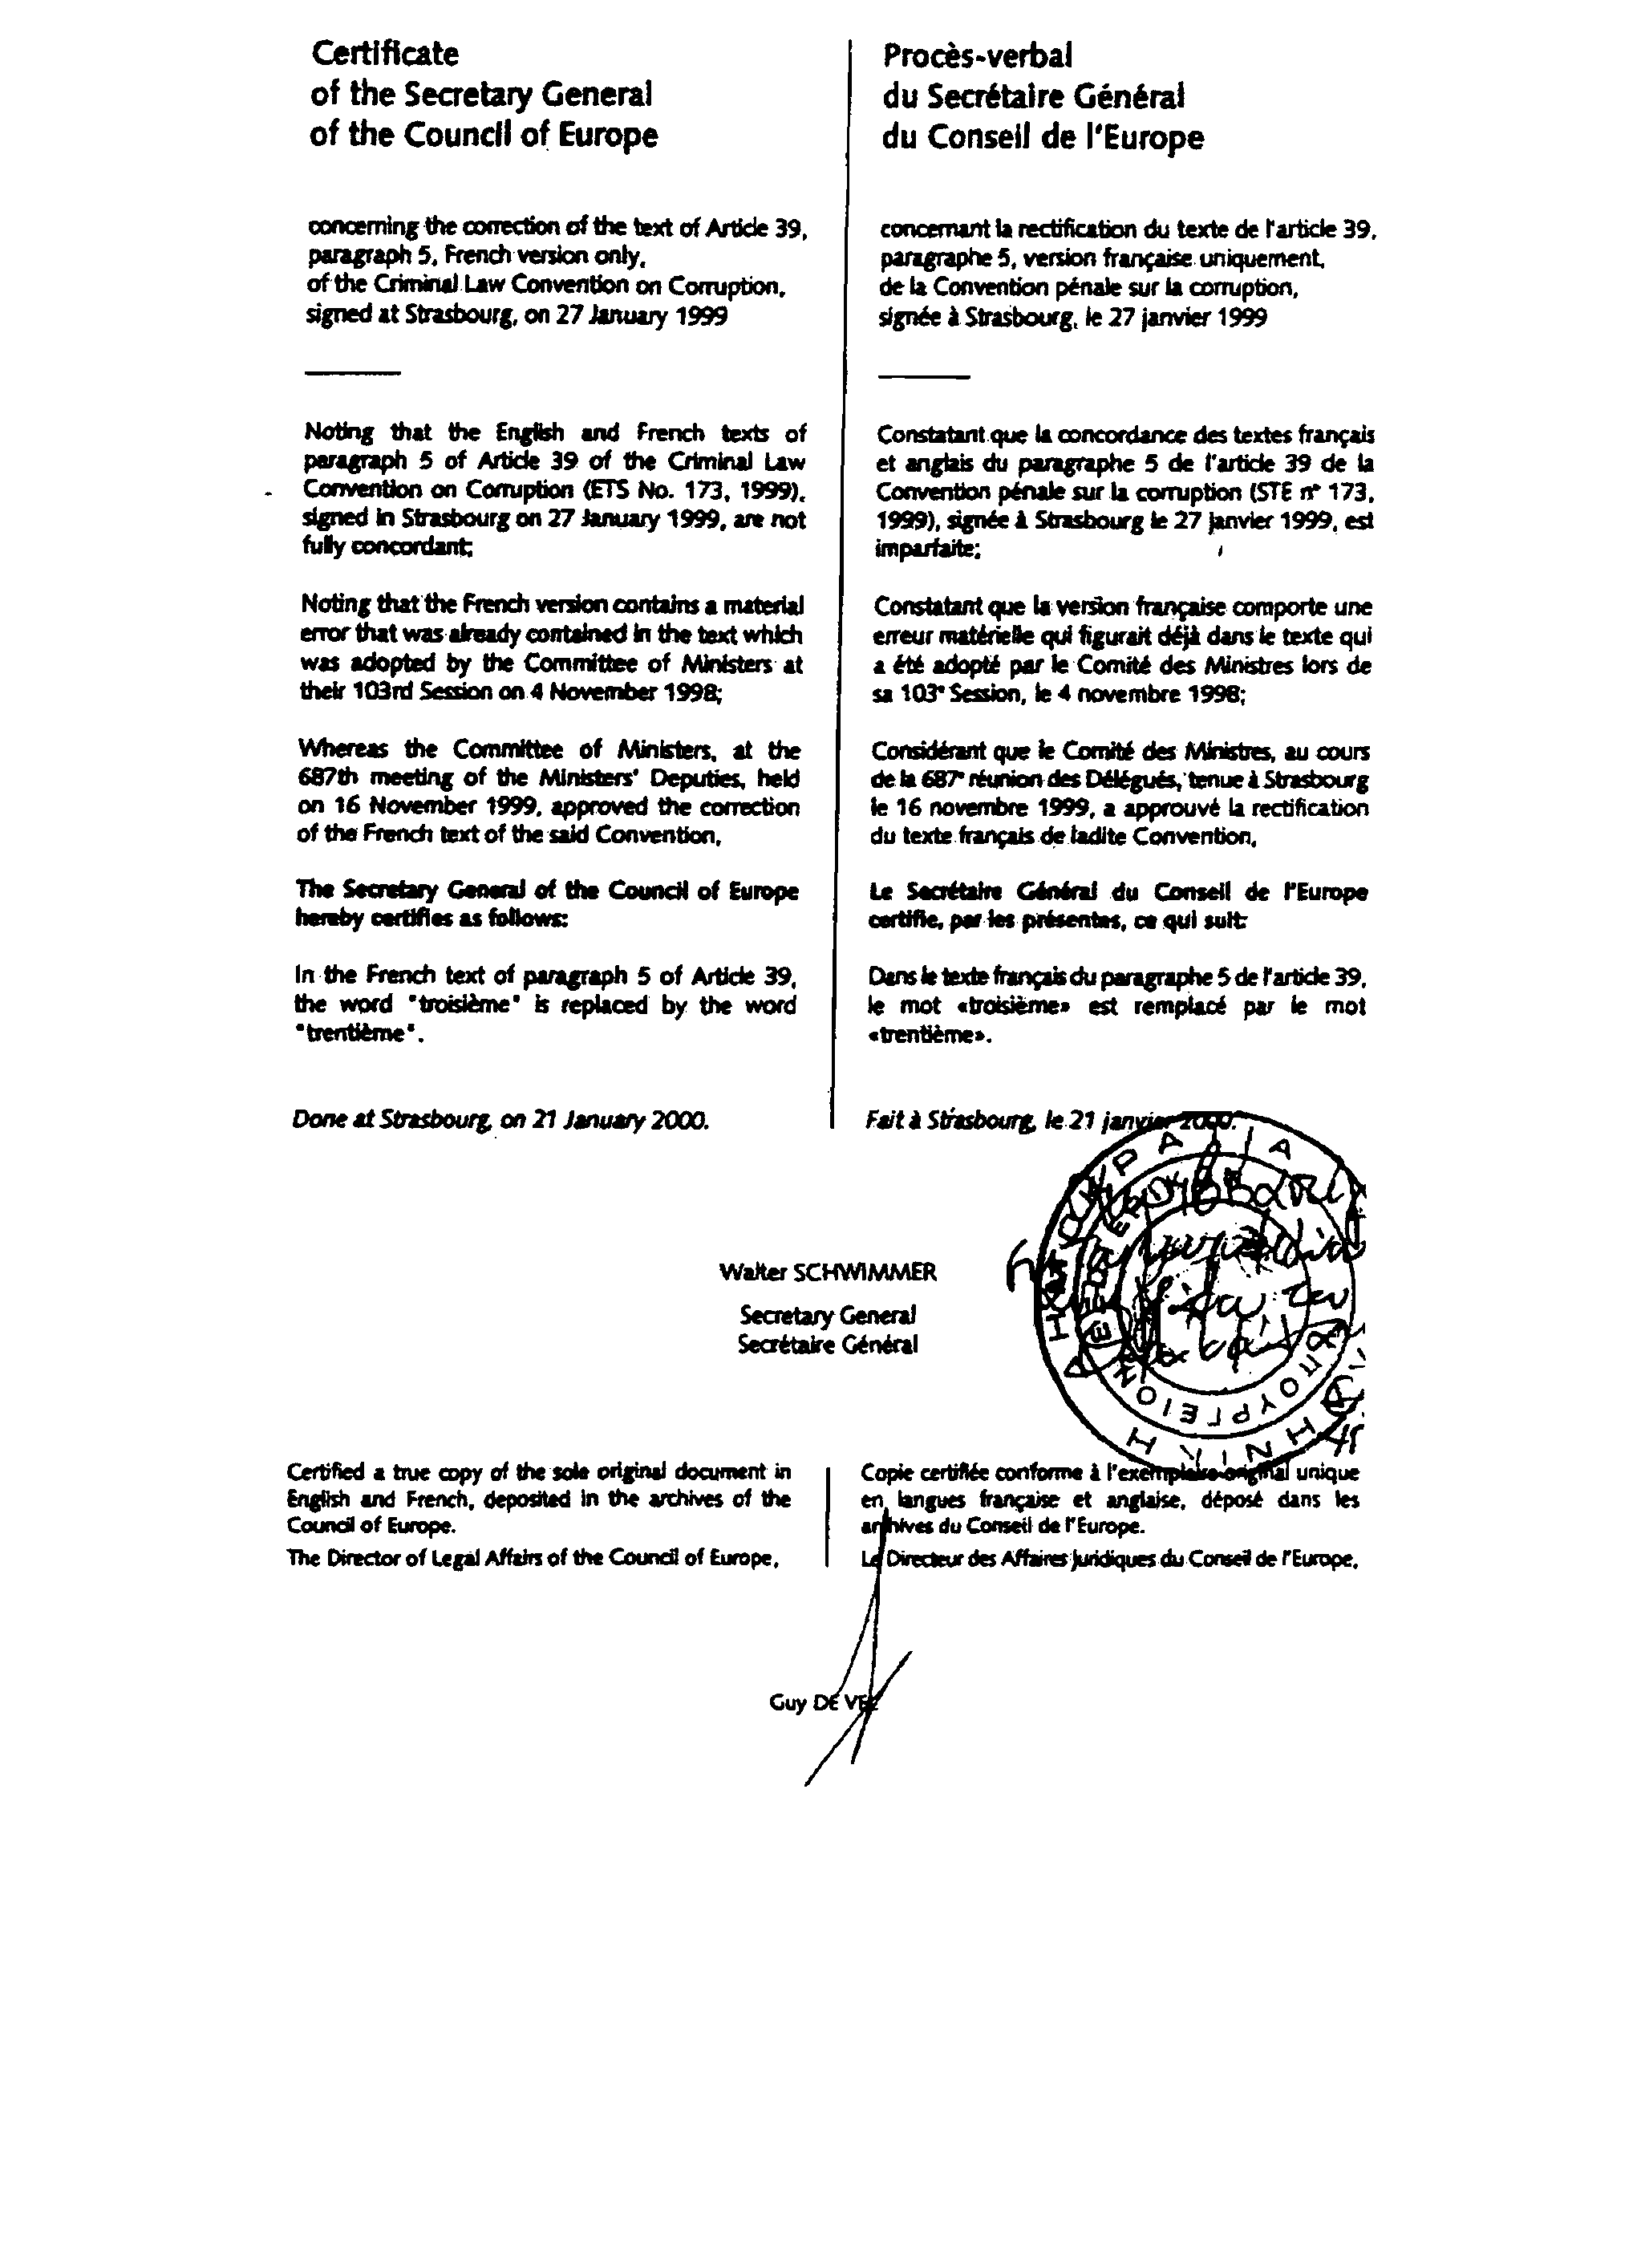 Certificate
of the Secretary General
of the Council of Europe
concerning the correction of the text of Article 39,
paragraph 5, French version only,
of the Criminal Law Convention on Corruption,
signed at Strasbourg, on 27 January 1999
Noting that the English and French texts of
paragraph 5 of Article 39 of the Criminal Law
Convention on Corruption (ETS No. 173, 1999),
signed in Strasbourg on 27 January 1999, are not
fully concordant;
Noting that the French version contains a material
error that was already contained in the text which
was adopted by the Committee of Ministers at
their 103rd Session on 4 November 1998;
Whereas the Committee of Ministers, at the
687th meeting of the Ministers' Deputies, held
on 16 November 1999, approved the correction
of the French text of the said Convention,
The Secretary General of the Council of Europe
hereby certifies as follows:
In the French text of paragraph 5 of Article 39,
the word "troisième" is replaced by the word
"trentième".
Done at Strasbourg, on 21 January 2000.
Procès-verbal
du Secrétaire Général
du Conseil de l'Europe
concernant la rectification du texte de l'article 39,
paragraphe 5, version française uniquement,
de la Convention pénale sur la corruption,
signée à Strasbourg, le 27 janvier 1999
Constatant que la concordance des textes français
et anglais du paragraphe 5 de l'article 39 de la
Convention pénale sur la corruption (STE n° 173,
1999), signée à Strasbourg le 27 janvier 1999, est
imparfaite;
Constatant que la version française comporte une
erreur matérielle qui figurait déjà dans le texte qui
a été adopté par le Comité des Ministres lors de
sa 103e Session, le 4 novembre 1998;
Considérant que le Comité des Ministres, au cours
de la 687e réunion des Délégués, tenue à Strasbourg
le 16 novembre 1999, a approuvé la rectification
du texte français de ladite Convention,
Le Secrétaire Général du Conseil de l'Europe
certifie, par les présentes, ce qui suit:
Dans le texte français du paragraphe 5 de l'article 39,
le mot «troisième» est remplacé par le mot
«trentième».
Fait à Strasbourg, le 21 janvier 2000.
Walter SCHWIMMER
Secretary General
Secrétaire Général
Certified a true copy of the sole original document in
English and French, deposited in the archives of the
Council of Europe.
The Director of Legal Affairs of the Council of Europe,
Copie certifiée conforme à l'exemplaire original unique
en langues française et anglaise, déposé dans les
archives du Conseil de l'Europe.
Le Directeur des Affaires Juridiques du Conseil de l'Europe,
Guy DE VEL